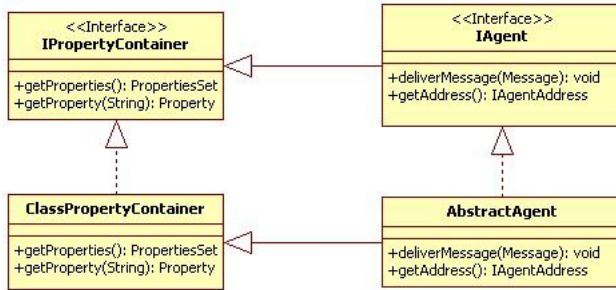 <<Interface>>
IPropertyContainer
+getProperties(): PropertiesSet
+getProperty(String): Property
<<Interface>>
IAgent
+deliverMessage(Message): void
+getAddress(): IAgentAddress
ClassPropertyContainer
+getProperties(): PropertiesSet
+getProperty(String): Property
AbstractAgent
+deliverMessage(Message): void
+getAddress(): IAgentAddress